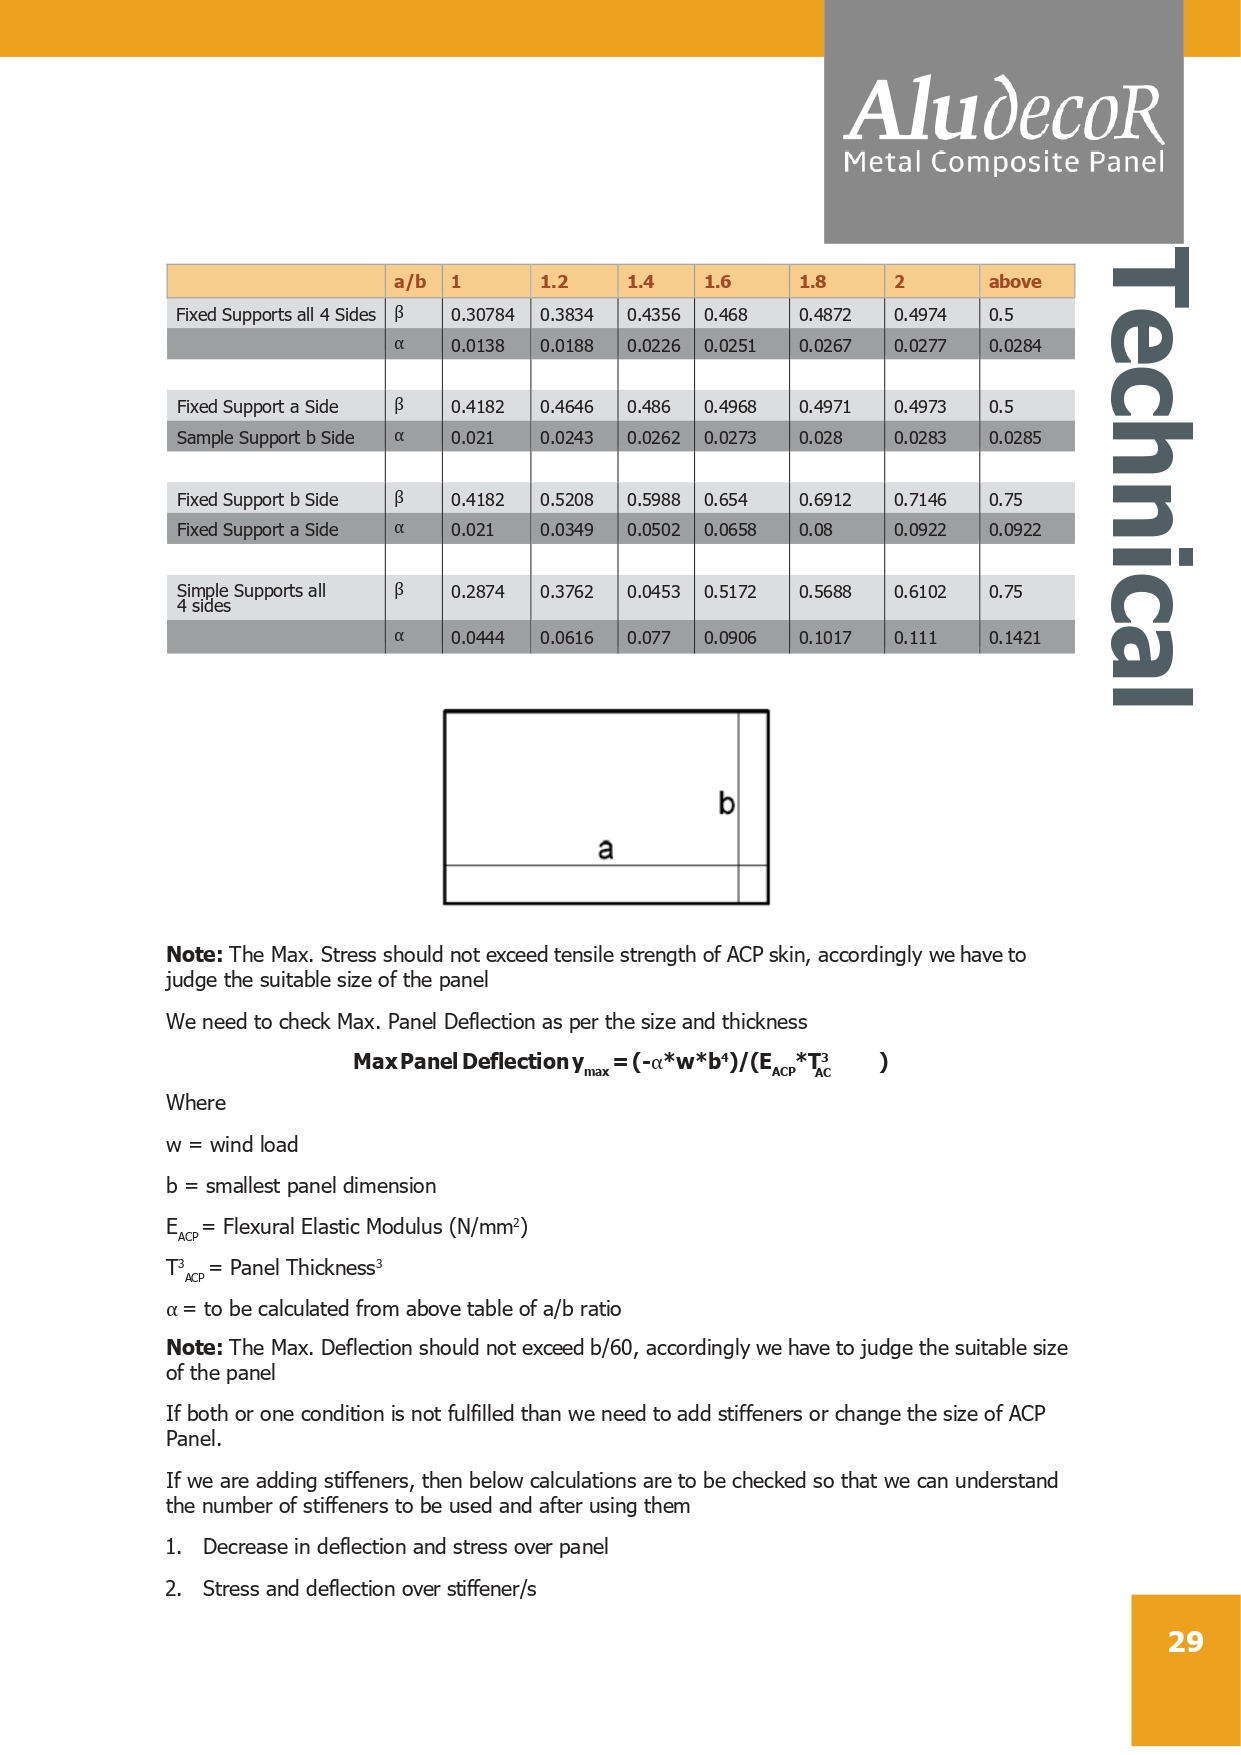 AludecoR
Metal Composite Panel
Technical
a/b 1 1.2 1.4 1.6 1.8 2 above
Fixed Supports all 4 Sides β 0.30784 0.3834 0.4356 0.468 0.4872 0.4974 0.5
α 0.0138 0.0188 0.0226 0.0251 0.0267 0.0277 0.0284
Fixed Support a Side β 0.4182 0.4646 0.486 0.4968 0.4971 0.4973 0.5
Sample Support b Side α 0.021 0.0243 0.0262 0.0273 0.028 0.0283 0.0285
Fixed Support b Side β 0.4182 0.5208 0.5988 0.654 0.6912 0.7146 0.75
Fixed Support a Side α 0.021 0.0349 0.0502 0.0658 0.08 0.0922 0.0922
Simple Supports all
4 sides β 0.2874 0.3762 0.0453 0.5172 0.5688 0.6102 0.75
α 0.0444 0.0616 0.077 0.0906 0.1017 0.111 0.1421
b
a
Note: The Max. Stress should not exceed tensile strength of ACP skin, accordingly we have to
judge the suitable size of the panel
We need to check Max. Panel Deflection as per the size and thickness
Max Panel Deflection y_max = (-α*w*b⁴)/(E_ACP*T³_AC )
Where
w = wind load
b = smallest panel dimension
E_ACP = Flexural Elastic Modulus (N/mm²)
T³_ACP = Panel Thickness³
α = to be calculated from above table of a/b ratio
Note: The Max. Deflection should not exceed b/60, accordingly we have to judge the suitable size
of the panel
If both or one condition is not fulfilled than we need to add stiffeners or change the size of ACP
Panel.
If we are adding stiffeners, then below calculations are to be checked so that we can understand
the number of stiffeners to be used and after using them
1. Decrease in deflection and stress over panel
2. Stress and deflection over stiffener/s
29